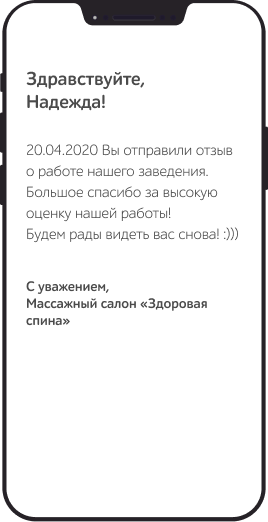 Здравствуйте,
Надежда!
20.04.2020 Вы отправили отзыв
о работе нашего заведения.
Большое спасибо за высокую
оценку нашей работы!
Будем рады видеть вас снова! :)))
С уважением,
Массажный салон «Здоровая
спина»